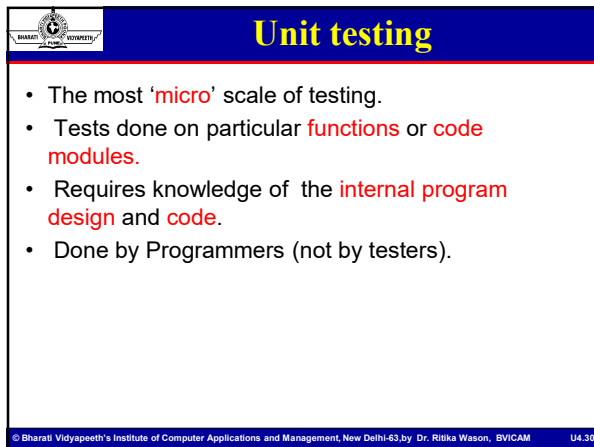 BHARATI VIDYAPEETH
PUNE
Unit testing
• The most ‘micro’ scale of testing.
• Tests done on particular functions or code
modules.
• Requires knowledge of the internal program
design and code.
• Done by Programmers (not by testers).
© Bharati Vidyapeeth’s Institute of Computer Applications and Management, New Delhi-63,by Dr. Ritika Wason, BVICAM U4.30